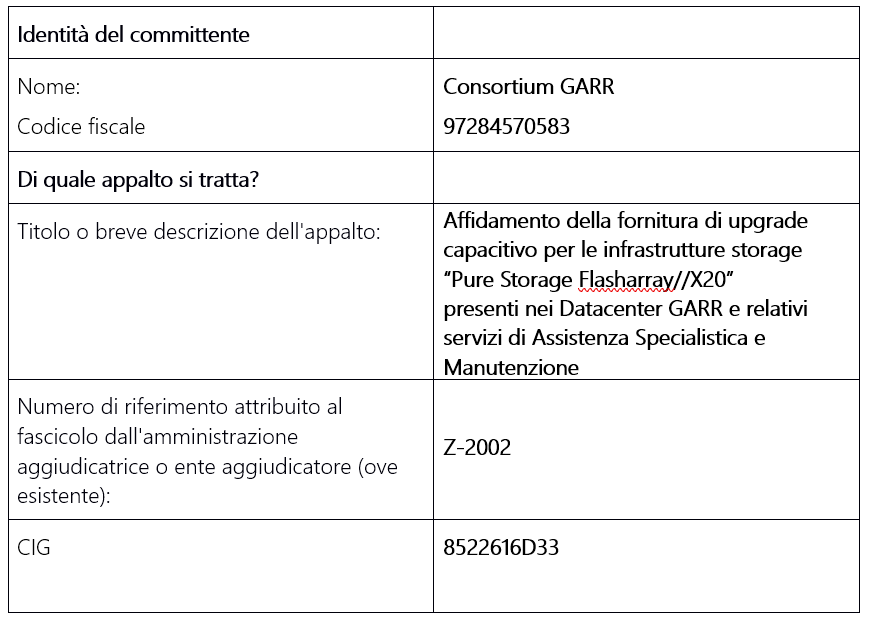 Identità del committente
Nome:
Consortium GARR
Codice fiscale
97284570583
Di quale appalto si tratta?
Titolo o breve descrizione dell'appalto:
Affidamento della fornitura di upgrade
capacitivo per le infrastrutture storage
“Pure Storage Flasharray//X20”
presenti nei Datacenter GARR e relativi
servizi di Assistenza Specialistica e
Manutenzione
Numero di riferimento attribuito al
fascicolo dall'amministrazione
aggiudicatrice o ente aggiudicatore (ove
esistente):
Z-2002
CIG
8522616D33